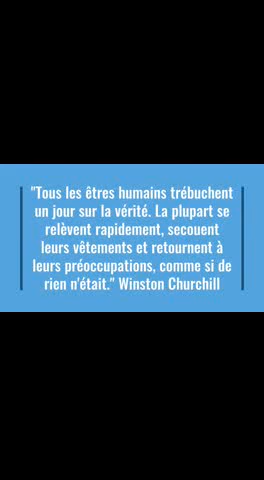 "Tous les êtres humains trébuchent
un jour sur la vérité. La plupart se
relèvent rapidement, secouent
leurs vêtements et retournent à
leurs préoccupations, comme si de
rien n'était." Winston Churchill